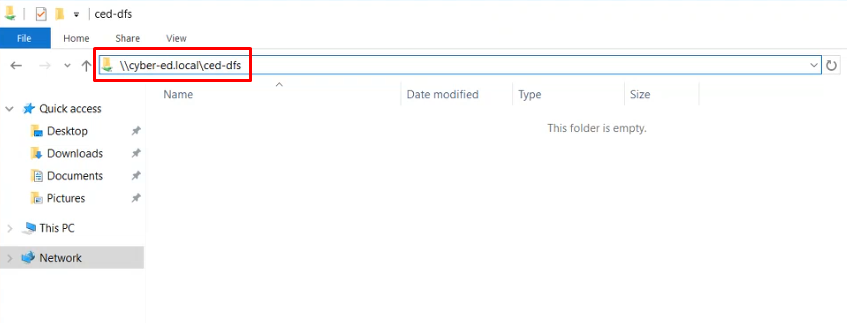 ced-dfs
File Home Share View
\\cyber-ed.local\ced-dfs
Name Date modified Type Size
This folder is empty.
Quick access
Desktop
Downloads
Documents
Pictures
This PC
Network